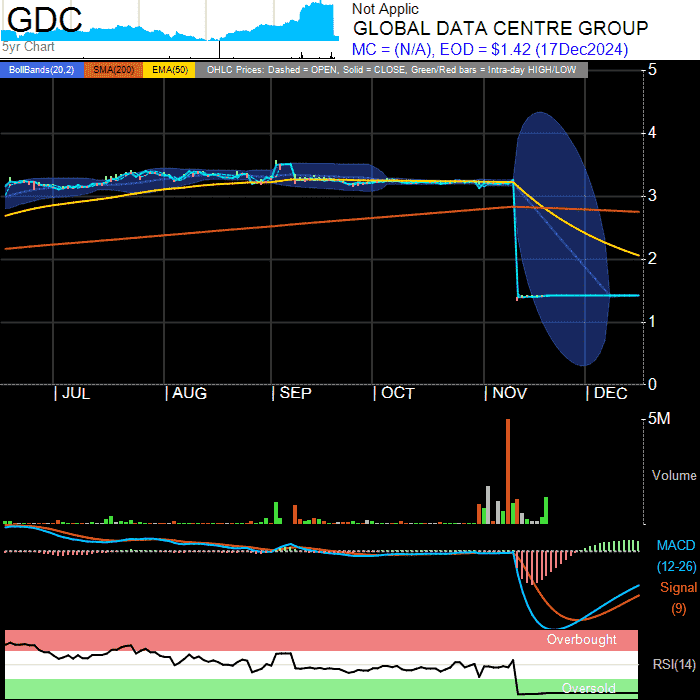 GDC
5yr Chart
Not Applic
GLOBAL DATA CENTRE GROUP
MC = (N/A), EOD = $1.42 (17Dec2024)
BollBands(20,2) SMA(200) EMA(50) OHLC Prices: Dashed = OPEN, Solid = CLOSE, Green/Red bars = Intra-day HIGH/LOW
5
4
3
2
1
0
JUL AUG SEP OCT NOV DEC
5M
Volume
MACD
(12-26)
Signal
(9)
Overbought
RSI(14)
Oversold